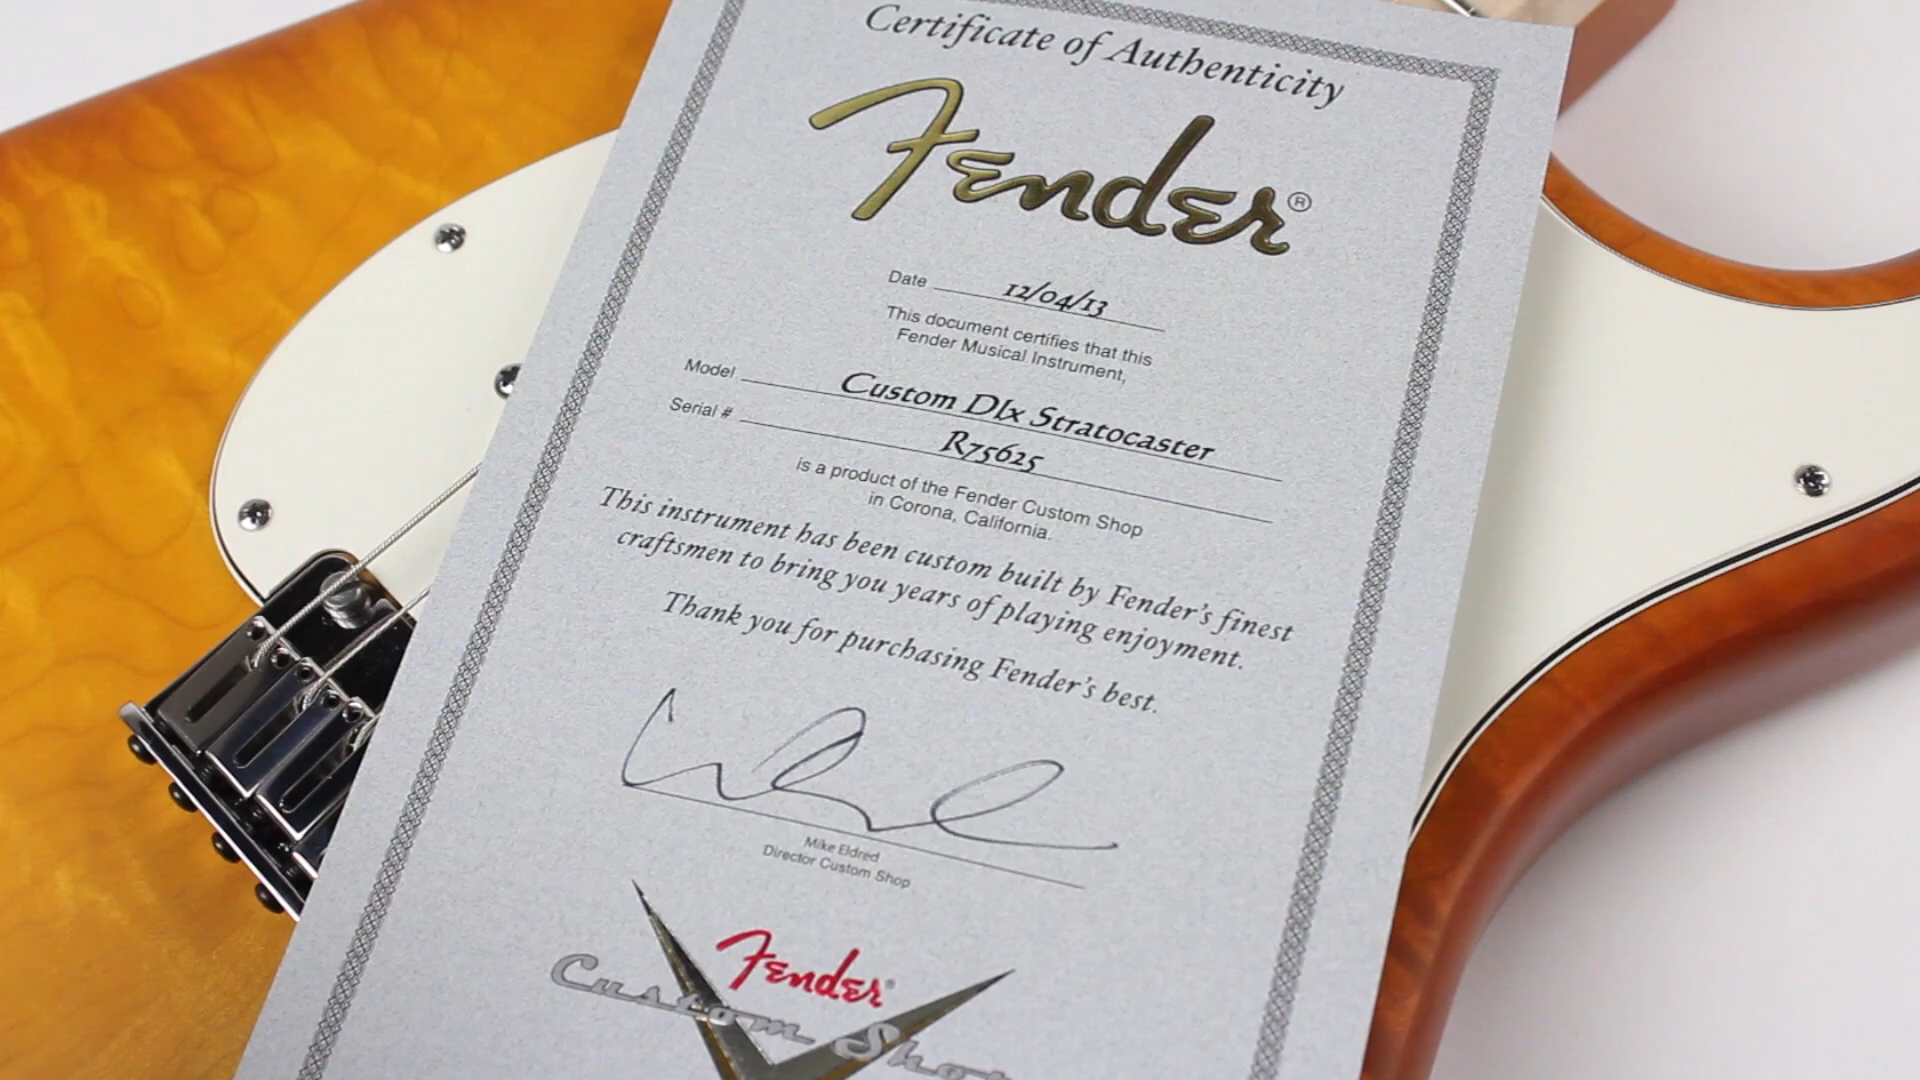 Certificate of Authenticity
Fender®
Date 12/04/13
This document certifies that this
Fender Musical Instrument,
Model Custom Dlx Stratocaster
Serial # R75625
is a product of the Fender Custom Shop
in Corona, California.
This instrument has been custom built by Fender's finest
craftsmen to bring you years of playing enjoyment.
Thank you for purchasing Fender's best.
Mike Eldred
Director Custom Shop
Fender®
Custom Shop